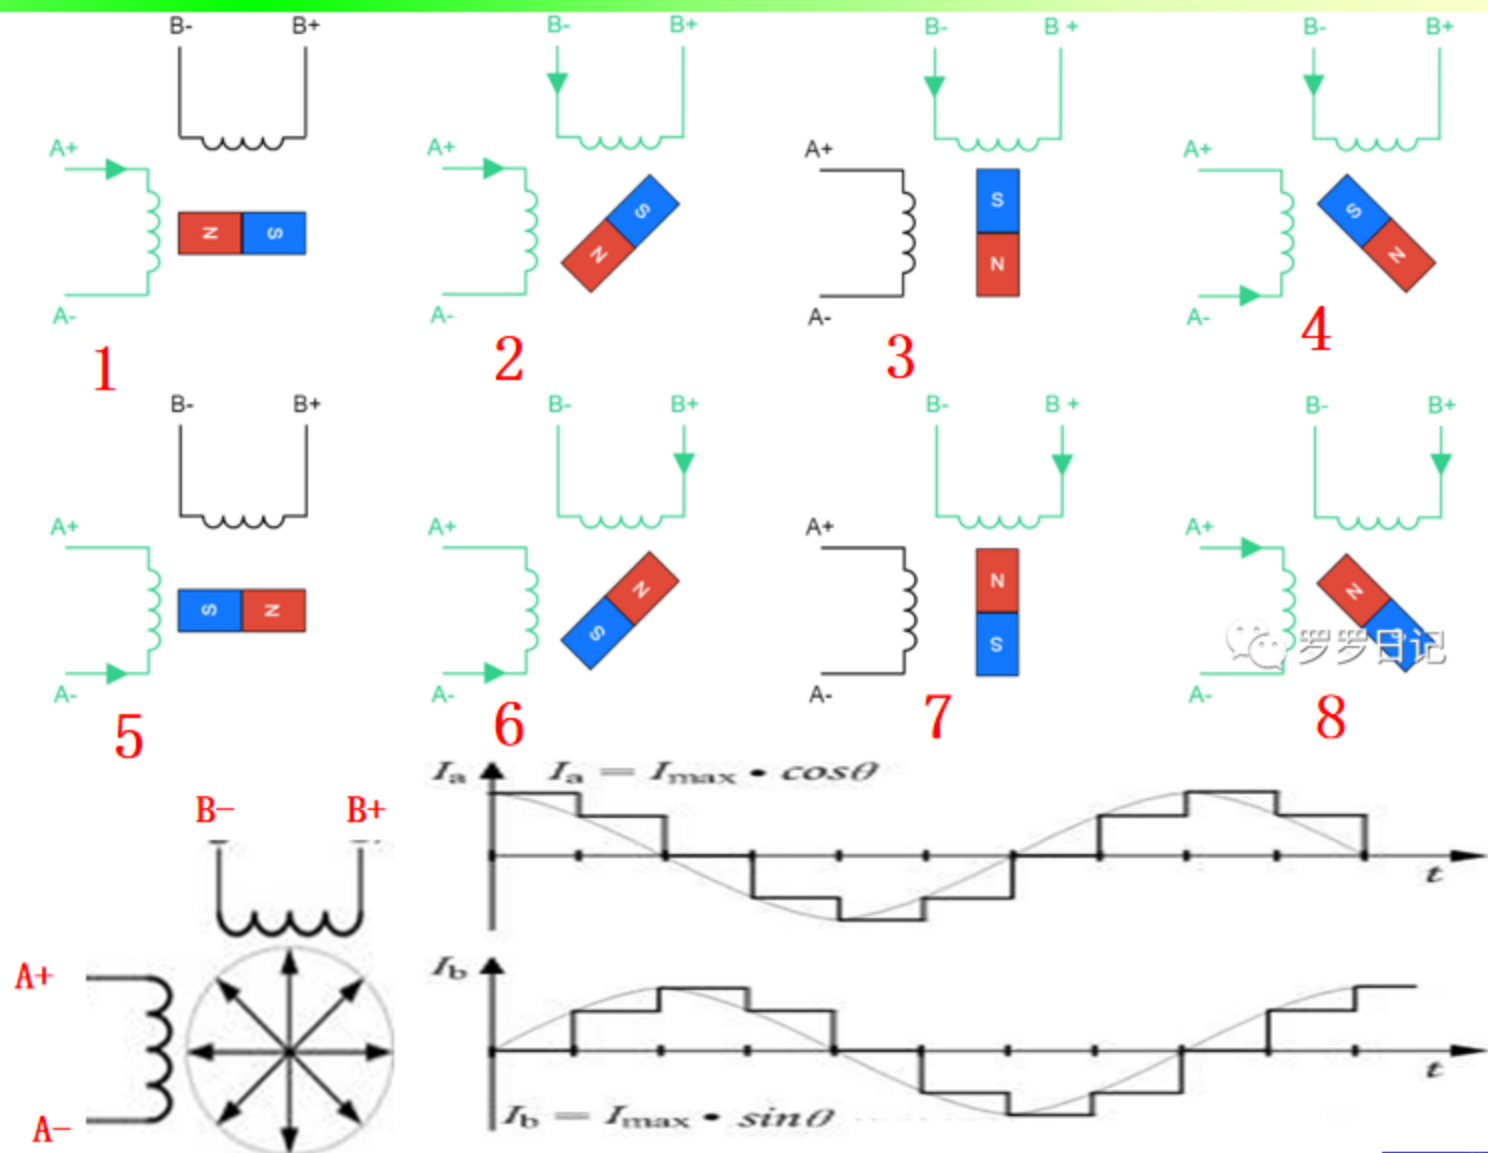 B- B+ B- B+ B- B + B- B+
A+ A+ A+ A+
N S
N S
S N
S N
A- A- A- A-
1 2 3 4
B- B+ B- B+ B- B + B- B+
A+ A+ A+ A+
S N
S N
N S
N
罗罗日记
A- A- A- A-
5 6 7 8
Ia Ia = Imax • cosθ
t
B- B+
A+
A-
Ib
t
Ib = Imax • sinθ